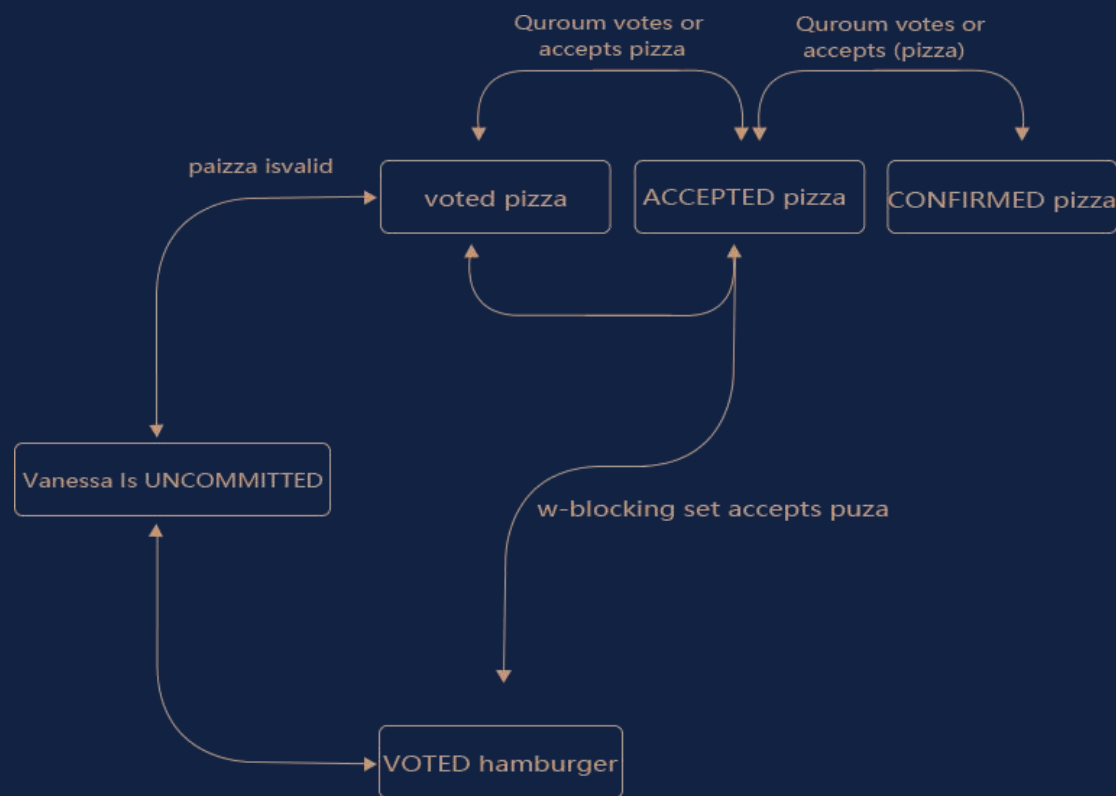 Quroum votes or
accepts pizza
Quroum votes or
accepts (pizza)
paizza isvalid
voted pizza
ACCEPTED pizza
CONFIRMED pizza
Vanessa Is UNCOMMITTED
w-blocking set accepts puza
VOTED hamburger